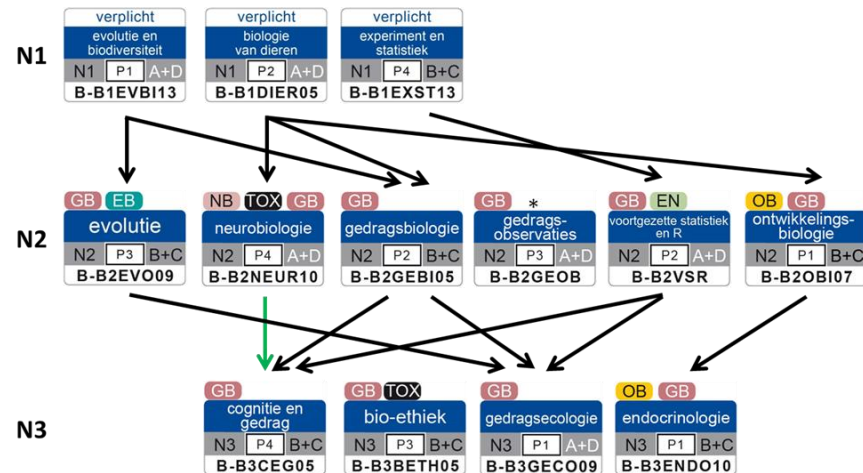 verplicht verplicht verplicht
N1
evolutie en
biodiversiteit
biologie
van dieren
experiment en
statistiek
N1 P1 A+D
N1 P2 A+D
N1 P4 B+C
B-B1EVBI13
B-B1DIER05
B-B1EXST13
N2
GB EB
NB TOX GB
GB
GB *
GB EN
OB GB
evolutie
neurobiologie
gedragsbiologie
gedrags-
observaties
voortgezette statistiek
en R
ontwikkelings-
biologie
N2 P3 B+C
N2 P4 A+D
N2 P2 B+C
N2 P3 A+D
N2 P2 A+D
N2 P1 B+C
B-B2EVO09
B-B2NEUR10
B-B2GEBI05
B-B2GEOB
B-B2VSR
B-B2OBI07
N3
GB
GB TOX
GB
OB GB
cognitie en
gedrag
bio-ethiek
gedragsecologie
endocrinologie
N3 P4 B+C
N3 P3 B+C
N3 P1 A+D
N3 P1 B+C
B-B3CEG05
B-B3BETH05
B-B3GECO09
B-B3ENDO10